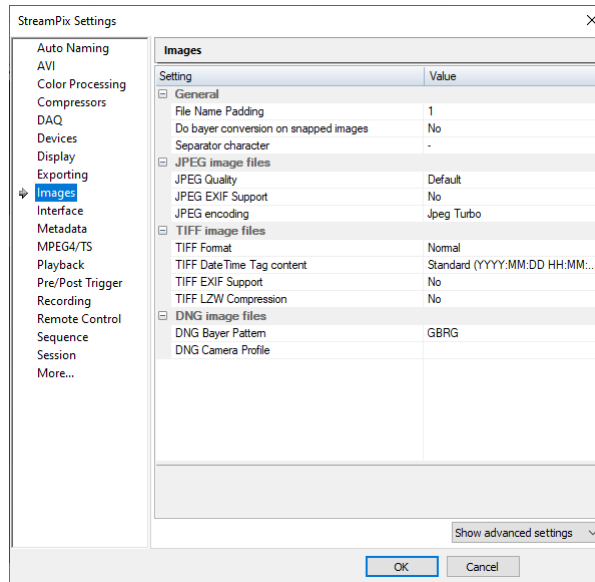 StreamPix Settings
Auto Naming
AVI
Color Processing
Compressors
DAQ
Devices
Display
Exporting
Images
Interface
Metadata
MPEG4/TS
Playback
Pre/Post Trigger
Recording
Remote Control
Sequence
Session
More...
Images
Setting Value
General
File Name Padding 1
Do bayer conversion on snapped images No
Separator character -
JPEG image files
JPEG Quality Default
JPEG EXIF Support No
JPEG encoding Jpeg Turbo
TIFF image files
TIFF Format Normal
TIFF DateTime Tag content Standard (YYYY:MM:DD HH:MM:...
TIFF EXIF Support No
TIFF LZW Compression No
DNG image files
DNG Bayer Pattern GBRG
DNG Camera Profile
Show advanced settings
OK Cancel